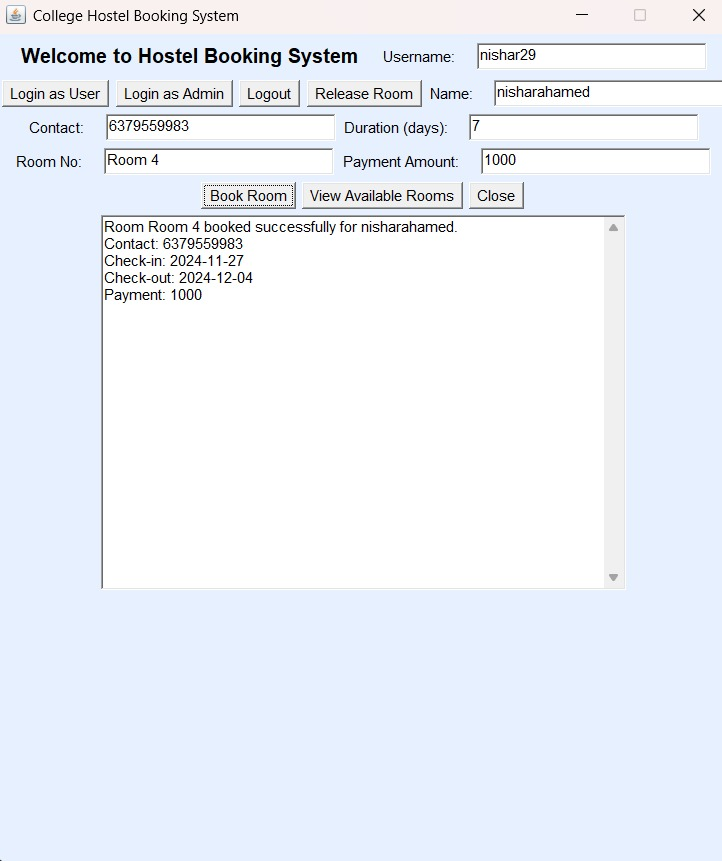 College Hostel Booking System
Welcome to Hostel Booking System Username: nishar29
Login as User Login as Admin Logout Release Room Name: nisharahamed
Contact: 6379559983 Duration (days): 7
Room No: Room 4 Payment Amount: 1000
Book Room View Available Rooms Close
Room Room 4 booked successfully for nisharahamed.
Contact: 6379559983
Check-in: 2024-11-27
Check-out: 2024-12-04
Payment: 1000